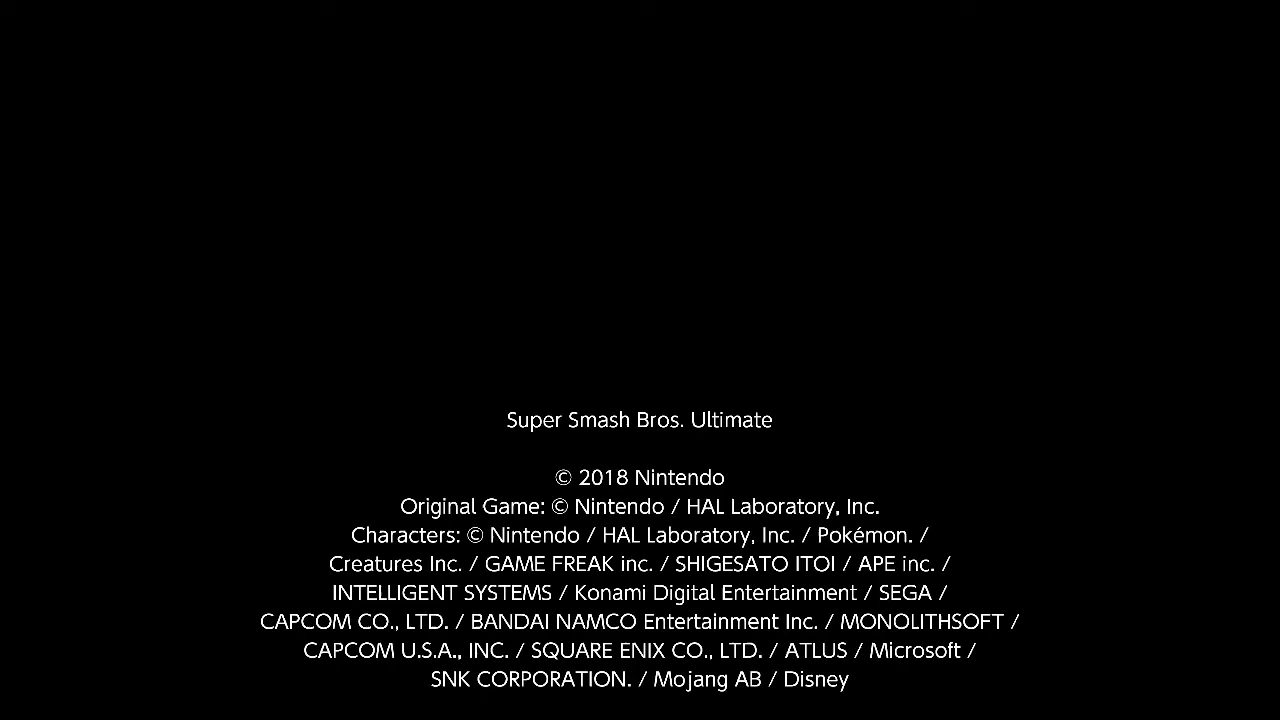 Super Smash Bros. Ultimate
© 2018 Nintendo
Original Game: © Nintendo / HAL Laboratory, Inc.
Characters: © Nintendo / HAL Laboratory, Inc. / Pokémon. /
Creatures Inc. / GAME FREAK inc. / SHIGESATO ITOI / APE inc. /
INTELLIGENT SYSTEMS / Konami Digital Entertainment / SEGA /
CAPCOM CO., LTD. / BANDAI NAMCO Entertainment Inc. / MONOLITHSOFT /
CAPCOM U.S.A., INC. / SQUARE ENIX CO., LTD. / ATLUS / Microsoft /
SNK CORPORATION. / Mojang AB / Disney